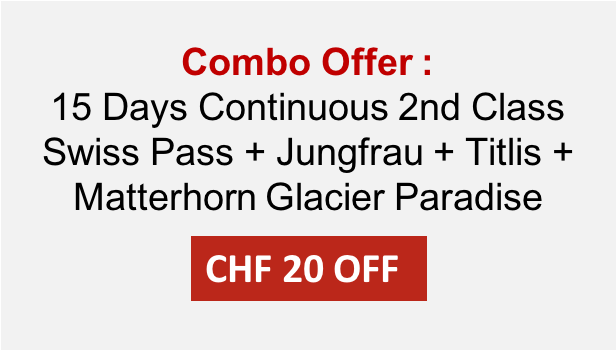 Combo Offer :
15 Days Continuous 2nd Class
Swiss Pass + Jungfrau + Titlis +
Matterhorn Glacier Paradise
CHF 20 OFF